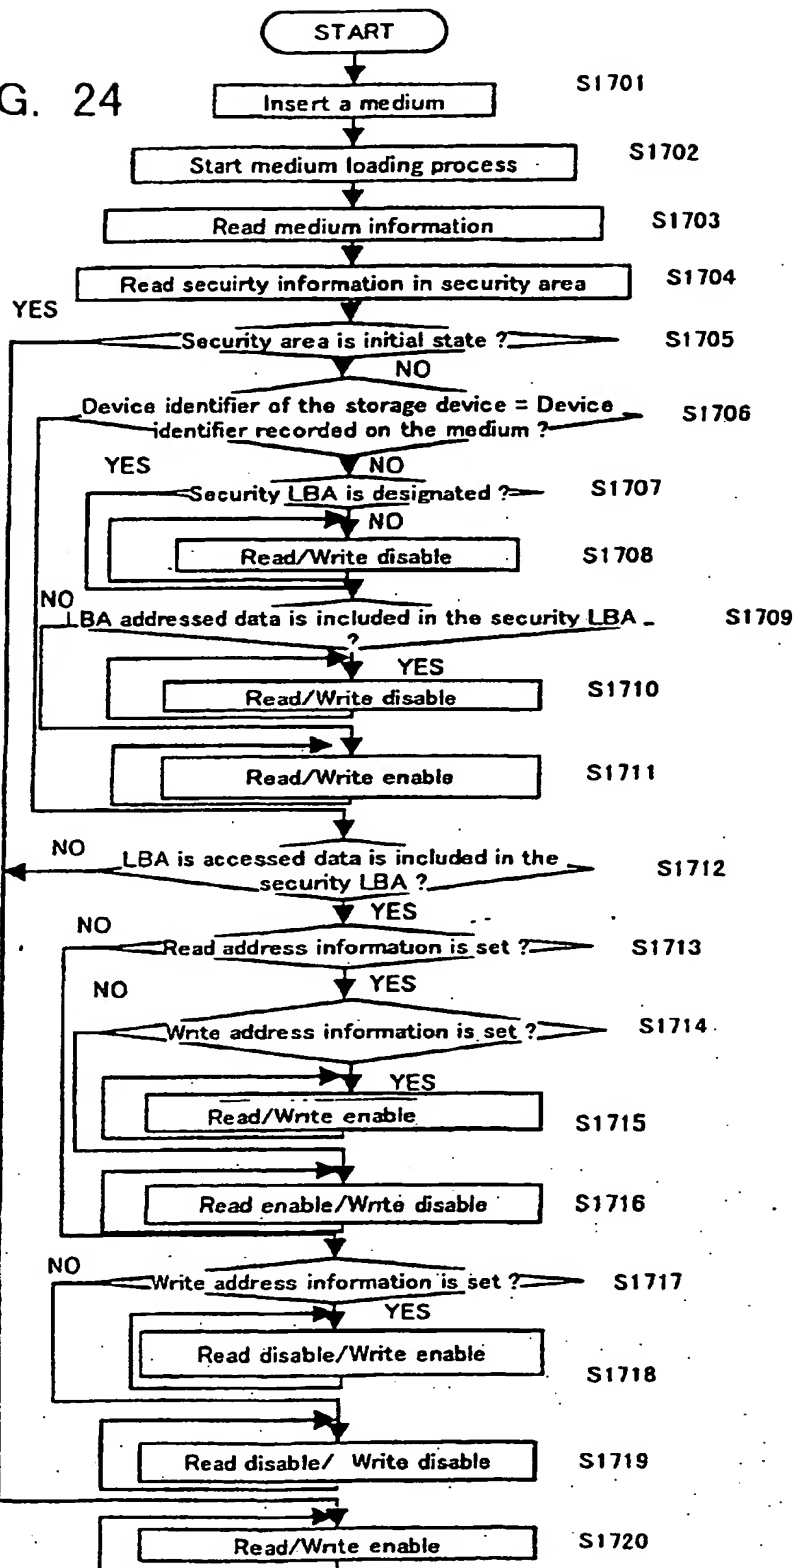 START
G. 24
S1701
Insert a medium
S1702
Start medium loading process
S1703
Read medium information
S1704
Read secuirty information in security area
YES
Security area is initial state ?
S1705
NO
Device identifier of the storage device = Device
identifier recorded on the medium ?
S1706
YES
NO
Security LBA is designated ?
S1707
NO
Read/Write disable
S1708
NO
LBA addressed data is included in the security LBA
?
S1709
YES
Read/Write disable
S1710
Read/Write enable
S1711
NO
LBA is accessed data is included in the
security LBA ?
S1712
YES
NO
Read address information is set ?
S1713
YES
NO
Write address information is set ?
S1714
YES
Read/Write enable
S1715
Read enable/Write disable
S1716
NO
Write address information is set ?
S1717
YES
Read disable/Write enable
S1718
Read disable/ Write disable
S1719
Read/Write enable
S1720